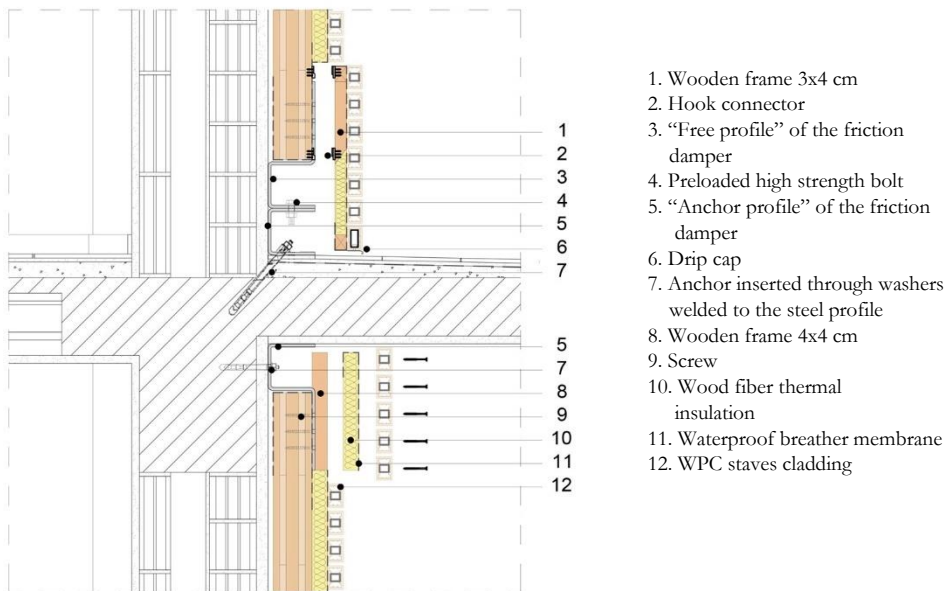 1
2
3
4
5
6
7
5
7
8
9
10
11
12
1. Wooden frame 3x4 cm
2. Hook connector
3. “Free profile” of the friction
damper
4. Preloaded high strength bolt
5. “Anchor profile” of the friction
damper
6. Drip cap
7. Anchor inserted through washers
welded to the steel profile
8. Wooden frame 4x4 cm
9. Screw
10. Wood fiber thermal
insulation
11. Waterproof breather membrane
12. WPC staves cladding